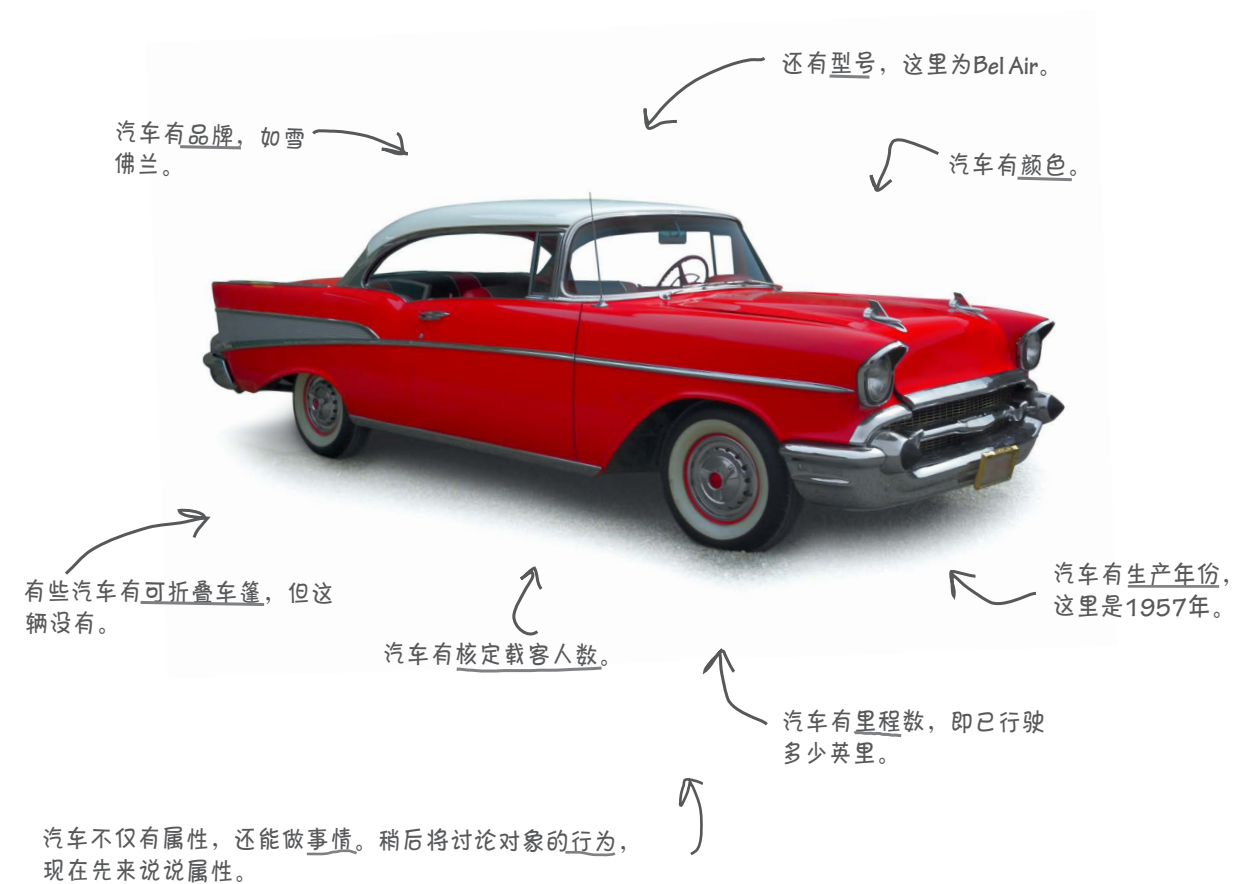 还有型号，这里为Bel Air。
汽车有品牌，如雪
佛兰。
汽车有颜色。
有些汽车有可折叠车篷，但这
辆没有。
汽车有生产年份，
这里是1957年。
汽车有核定载客人数。
汽车有里程数，即已行驶
多少英里。
汽车不仅有属性，还能做事情。稍后将讨论对象的行为，
现在先来说说属性。